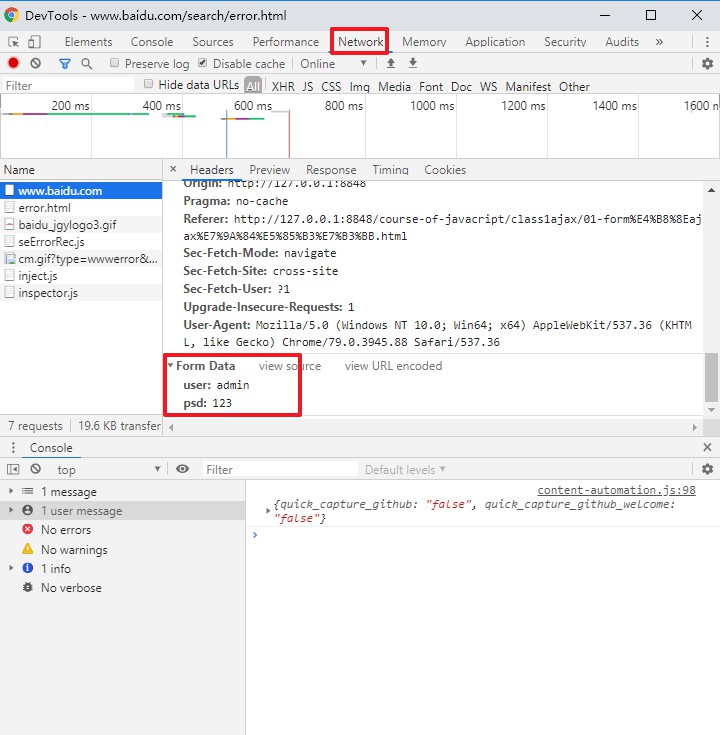 DevTools - www.baidu.com/search/error.html
Elements Console Sources Performance Network Memory Application Security Audits »
Preserve log Disable cache Online
Filter Hide data URLs All XHR JS CSS Img Media Font Doc WS Manifest Other
200 ms 400 ms 600 ms 800 ms 1000 ms 1200 ms 1400 ms 1600 n
Name
× Headers Preview Response Timing Cookies
www.baidu.com
error.html
baidu_jgylogo3.gif
seErrorRec.js
cm.gif?type=wwwerror&...
inject.js
inspector.js
Origin: http://127.0.0.1:8848
Pragma: no-cache
Referer: http://127.0.0.1:8848/course-of-javacript/class1ajax/01-form%E4%B8%8Eaj
ax%E7%9A%84%E5%85%B3%E7%B3%BB.html
Sec-Fetch-Mode: navigate
Sec-Fetch-Site: cross-site
Sec-Fetch-User: ?1
Upgrade-Insecure-Requests: 1
User-Agent: Mozilla/5.0 (Windows NT 10.0; Win64; x64) AppleWebKit/537.36 (KHTM
L, like Gecko) Chrome/79.0.3945.88 Safari/537.36
Form Data view source view URL encoded
user: admin
psd: 123
7 requests 19.6 KB transfer
Console
top Filter Default levels
1 message
1 user message
No errors
No warnings
1 info
No verbose
content-automation.js:98
{quick_capture_github: "false", quick_capture_github_welcome:
"false"}